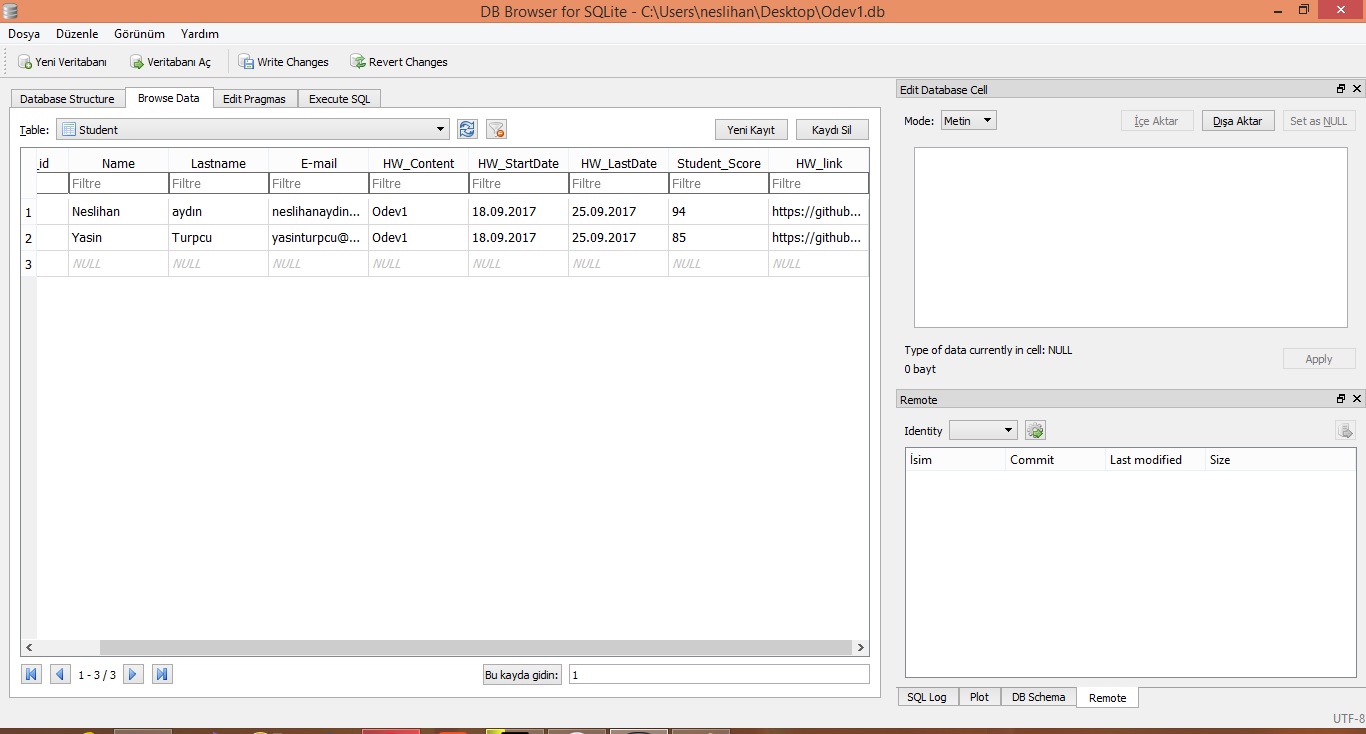 DB Browser for SQLite - C:\Users\neslihan\Desktop\Odev1.db
Dosya Düzenle Görünüm Yardım
Yeni Veritabanı Veritabanı Aç Write Changes Revert Changes
Database Structure Browse Data Edit Pragmas Execute SQL
Table: Student Yeni Kayıt Kaydı Sil
_id Name Lastname E-mail HW_Content HW_StartDate HW_LastDate Student_Score HW_link
Filtre Filtre Filtre Filtre Filtre Filtre Filtre Filtre
1 Neslihan aydın neslihanaydin... Odev1 18.09.2017 25.09.2017 94 https://github...
2 Yasin Turpcu yasinturpcu@... Odev1 18.09.2017 25.09.2017 85 https://github...
3 NULL NULL NULL NULL NULL NULL NULL NULL
1 - 3 / 3 Bu kayda gidin: 1
Edit Database Cell
Mode: Metin İçe Aktar Dışa Aktar Set as NULL
Type of data currently in cell: NULL
0 bayt
Apply
Remote
Identity
İsim Commit Last modified Size
SQL Log Plot DB Schema Remote
UTF-8